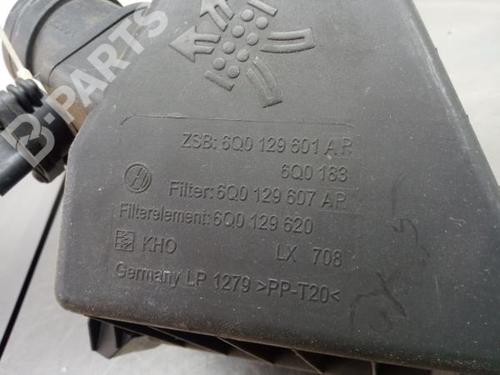 B-PARTS
ZSB: 6Q0 129 601 AR
6Q0 183
Filter: 6Q0 129 607 AP
Filterelement: 6Q0 129 620
KHO LX 708
Germany LP 1279 >PP-T20<